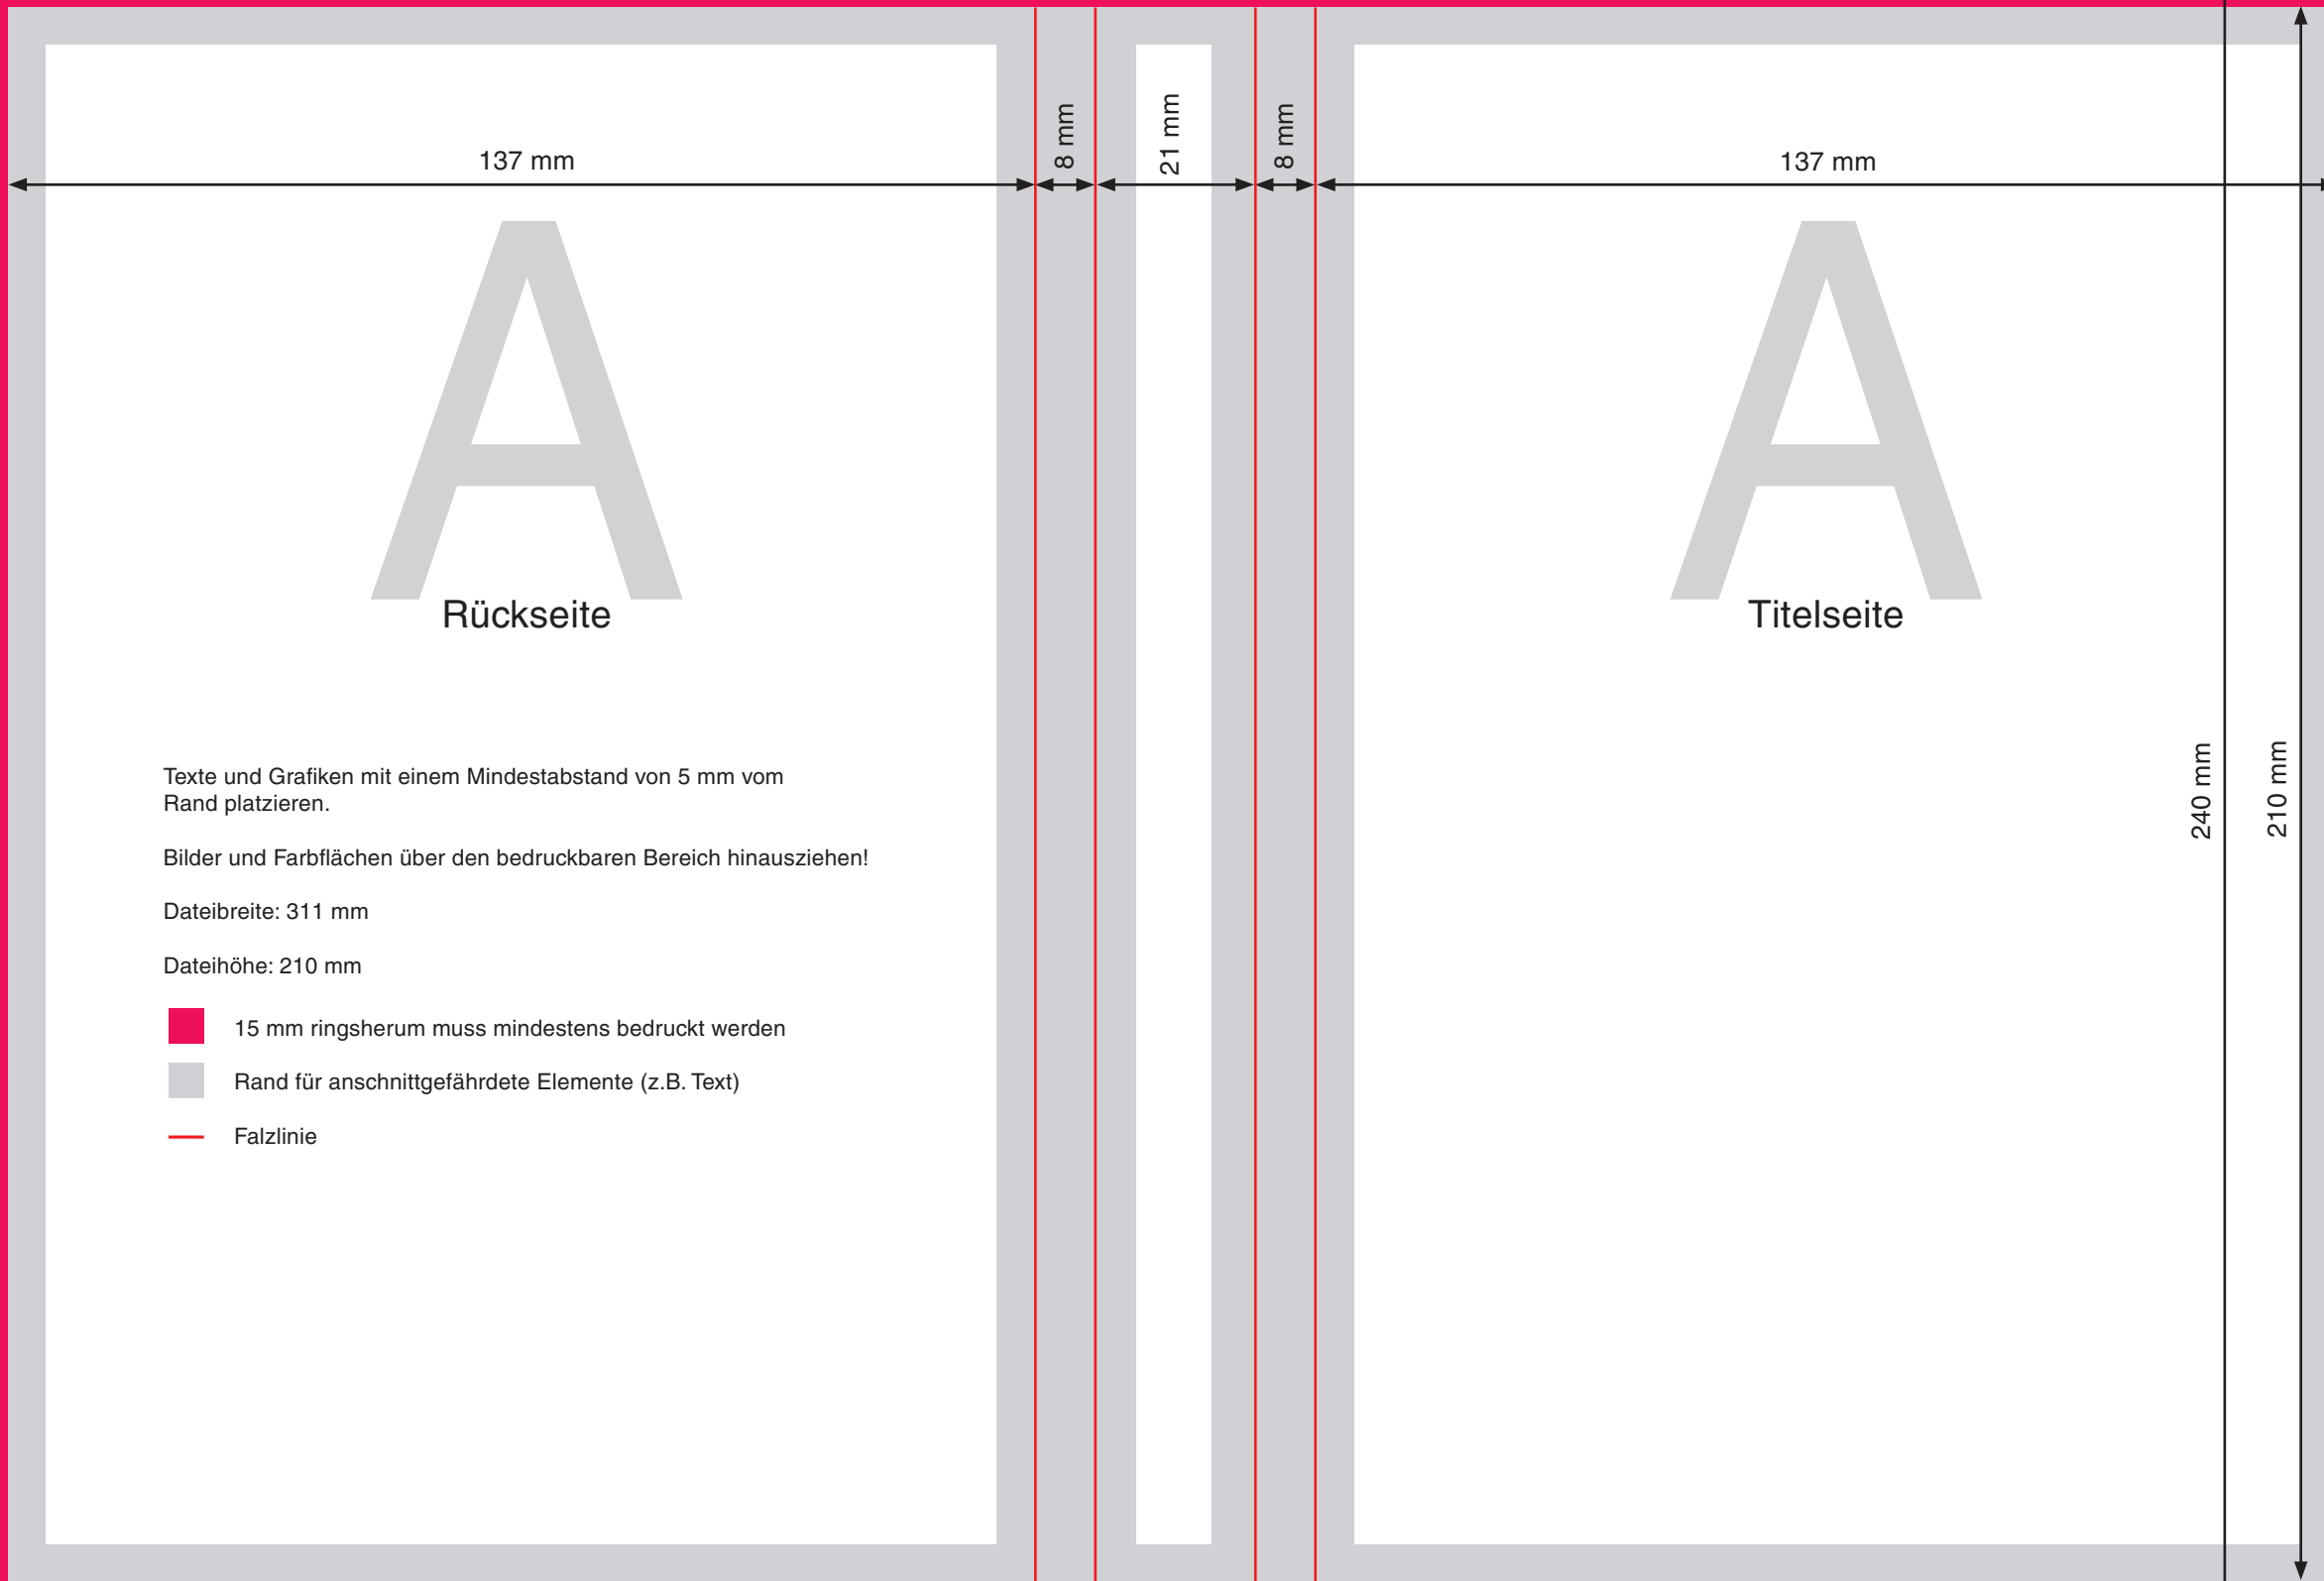 137 mm
8 mm
21 mm
8 mm
137 mm
A
Rückseite
A
Titelseite
240 mm
210 mm
Texte und Grafiken mit einem Mindestabstand von 5 mm vom
Rand platzieren.
Bilder und Farbflächen über den bedruckbaren Bereich hinausziehen!
Dateibreite: 311 mm
Dateihöhe: 210 mm
15 mm ringsherum muss mindestens bedruckt werden
Rand für anschnittgefährdete Elemente (z.B. Text)
Falzlinie